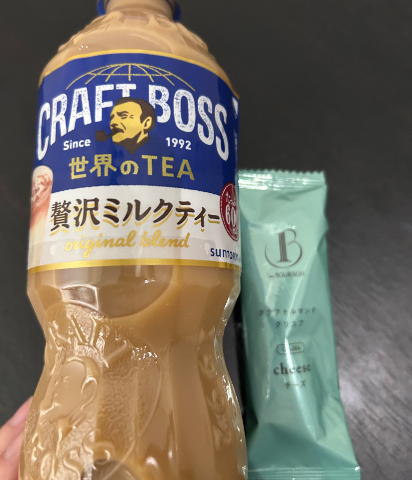 CRAFT BOSS
Since 1992
世界のTEA
贅沢ミルクティー
original blend
B
cheese
チーズ